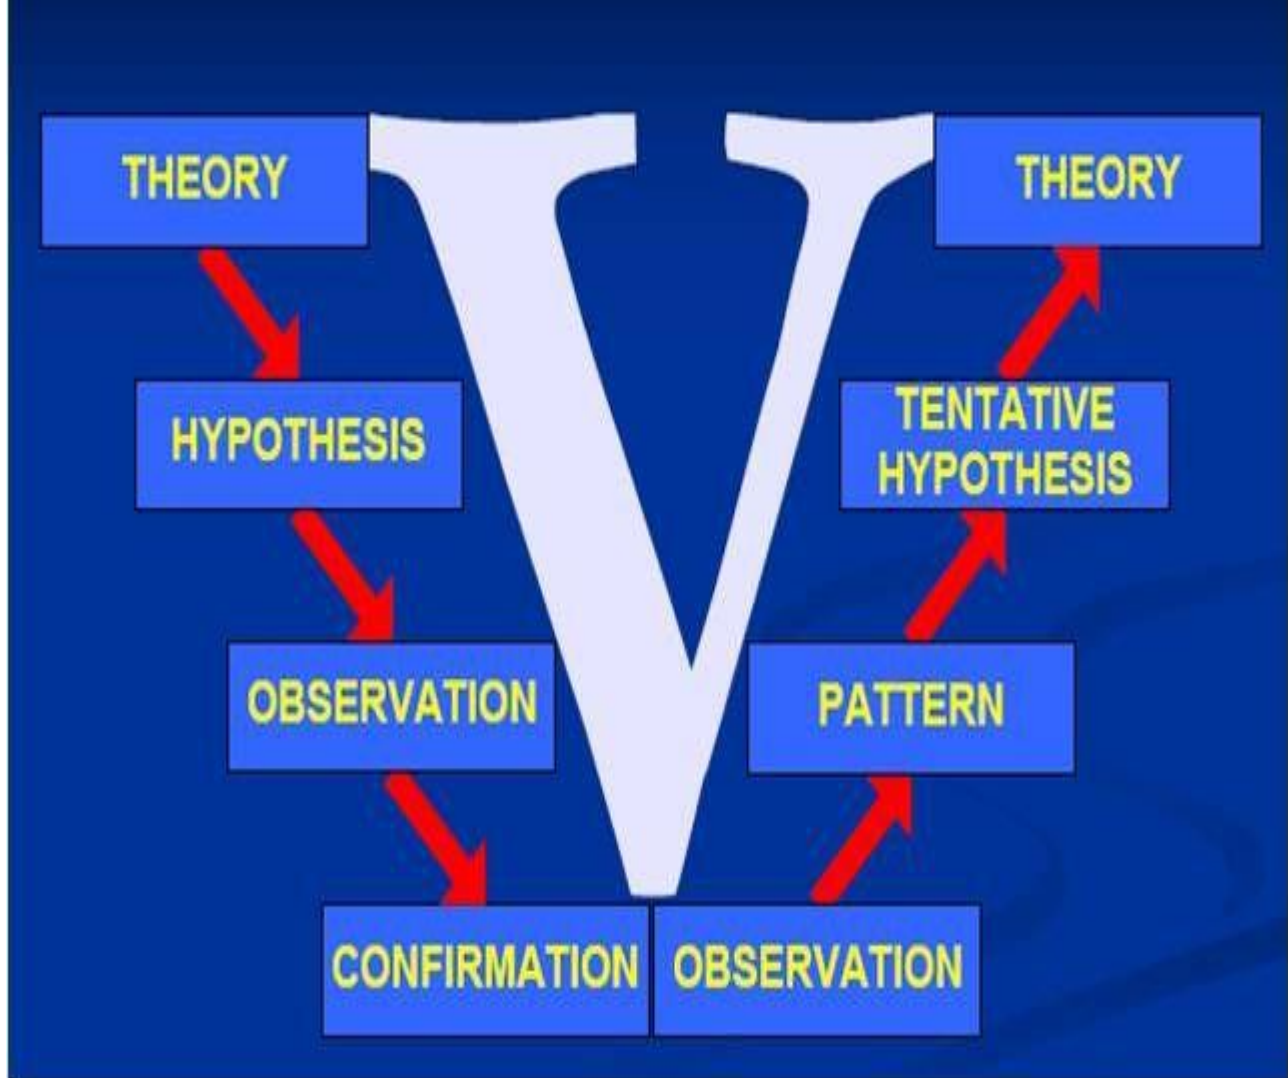 THEORY
HYPOTHESIS
OBSERVATION
CONFIRMATION
V
THEORY
TENTATIVE
HYPOTHESIS
PATTERN
OBSERVATION